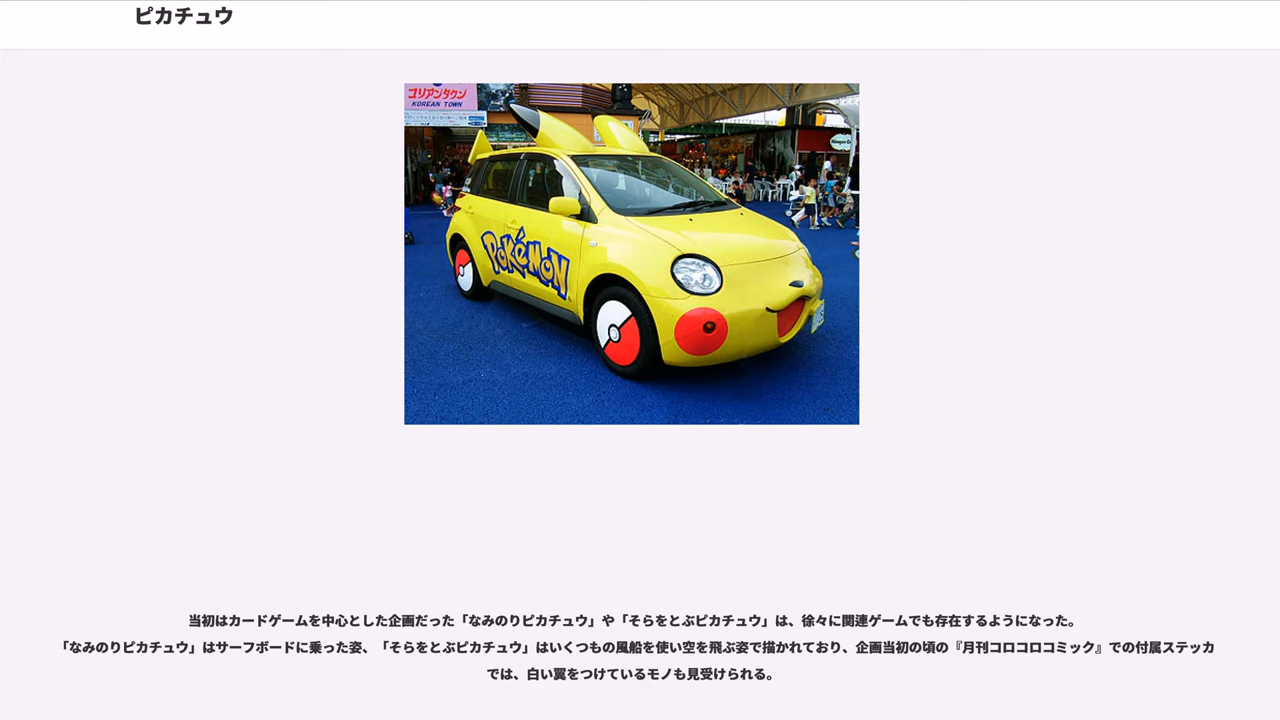 ピカチュウ
コリアンタウン
KOREAN TOWN
POKéMON
当初はカードゲームを中心とした企画だった「なみのりピカチュウ」や「そらをとぶピカチュウ」は、徐々に関連ゲームでも存在するようになった。
「なみのりピカチュウ」はサーフボードに乗った姿、「そらをとぶピカチュウ」はいくつもの風船を使い空を飛ぶ姿で描かれており、企画当初の頃の『月刊コロコロコミック』での付属ステッカ
では、白い翼をつけているモノも見受けられる。